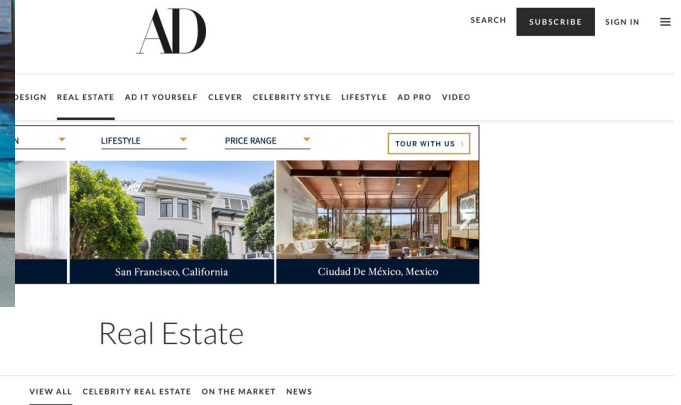 AD
SEARCH SUBSCRIBE SIGN IN
DESIGN REAL ESTATE AD IT YOURSELF CLEVER CELEBRITY STYLE LIFESTYLE AD PRO VIDEO
N LIFESTYLE PRICE RANGE TOUR WITH US
San Francisco, California Ciudad De México, Mexico
Real Estate
VIEW ALL CELEBRITY REAL ESTATE ON THE MARKET NEWS